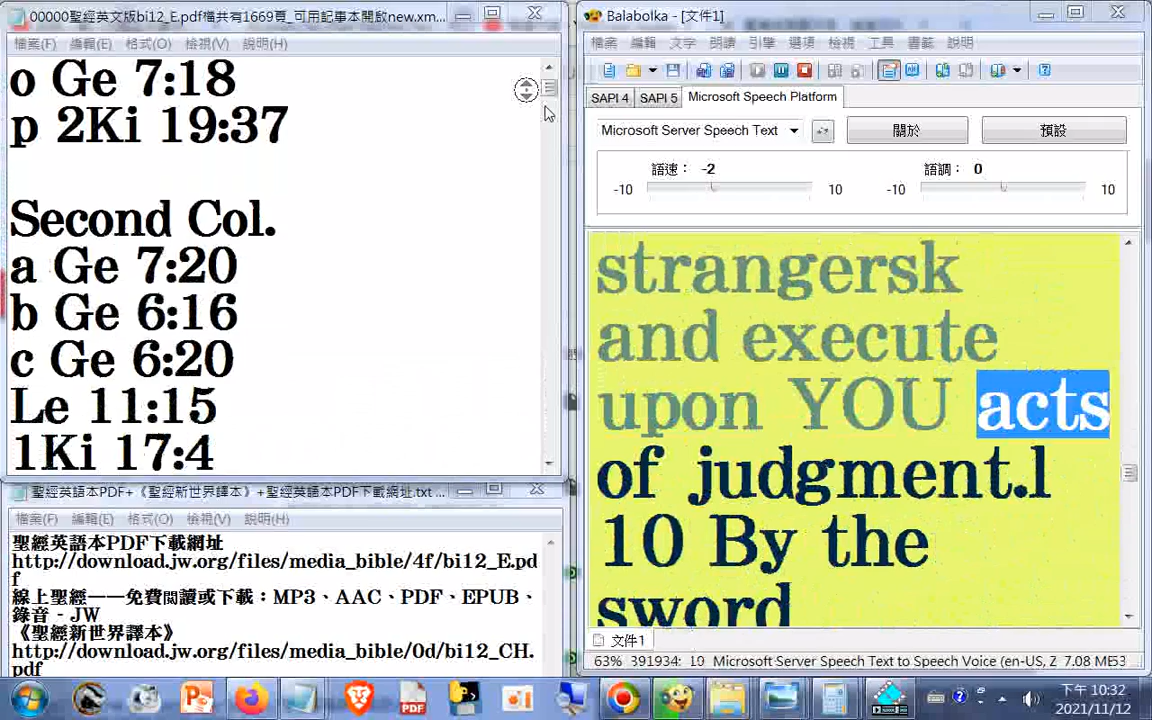 00000聖經英文版bi12_E.pdf檔共有1669頁_可用記事本開啟new.xm...
檔案(F) 編輯(E) 格式(O) 檢視(V) 說明(H)
o Ge 7:18
p 2Ki 19:37
Second Col.
a Ge 7:20
b Ge 6:16
c Ge 6:20
Le 11:15
1Ki 17:4
聖經英語本PDF+《聖經新世界譯本》+聖經英語本PDF下載網址.txt ...
檔案(F) 編輯(E) 格式(O) 檢視(V) 說明(H)
聖經英語本PDF下載網址
http://download.jw.org/files/media_bible/4f/bi12_E.pd
f
線上聖經——免費閱讀或下載：MP3、AAC、PDF、EPUB、
錄音 - JW
《聖經新世界譯本》
http://download.jw.org/files/media_bible/0d/bi12_CH.
pdf
Balabolka - [文件1]
檔案 編輯 文字 朗讀 引擎 選項 檢視 工具 書籤 說明
SAPI 4 SAPI 5 Microsoft Speech Platform
Microsoft Server Speech Text 關於 預設
語速： -2 語調： 0
-10 10 -10 10
strangersk
and execute
upon YOU acts
of judgment.l
10 By the
sword
文件1
63% 391934: 10 Microsoft Server Speech Text to Speech Voice (en-US, Z 7.08 ME53
下午 10:32
2021/11/12